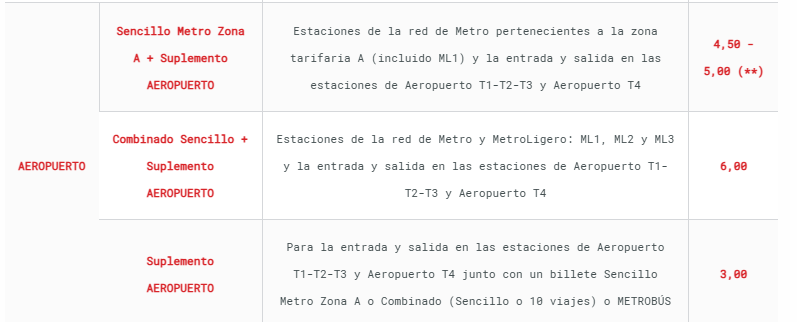 AEROPUERTO
Sencillo Metro Zona
A + Suplemento
AEROPUERTO
Estaciones de la red de Metro pertenecientes a la zona
tarifaria A (incluido ML1) y la entrada y salida en las
estaciones de Aeropuerto T1-T2-T3 y Aeropuerto T4
4,50 -
5,00 (**)
Combinado Sencillo +
Suplemento
AEROPUERTO
Estaciones de la red de Metro y MetroLigero: ML1, ML2 y ML3
y la entrada y salida en las estaciones de Aeropuerto T1-
T2-T3 y Aeropuerto T4
6,00
Suplemento
AEROPUERTO
Para la entrada y salida en las estaciones de Aeropuerto
T1-T2-T3 y Aeropuerto T4 junto con un billete Sencillo
Metro Zona A o Combinado (Sencillo o 10 viajes) o METROBÚS
3,00